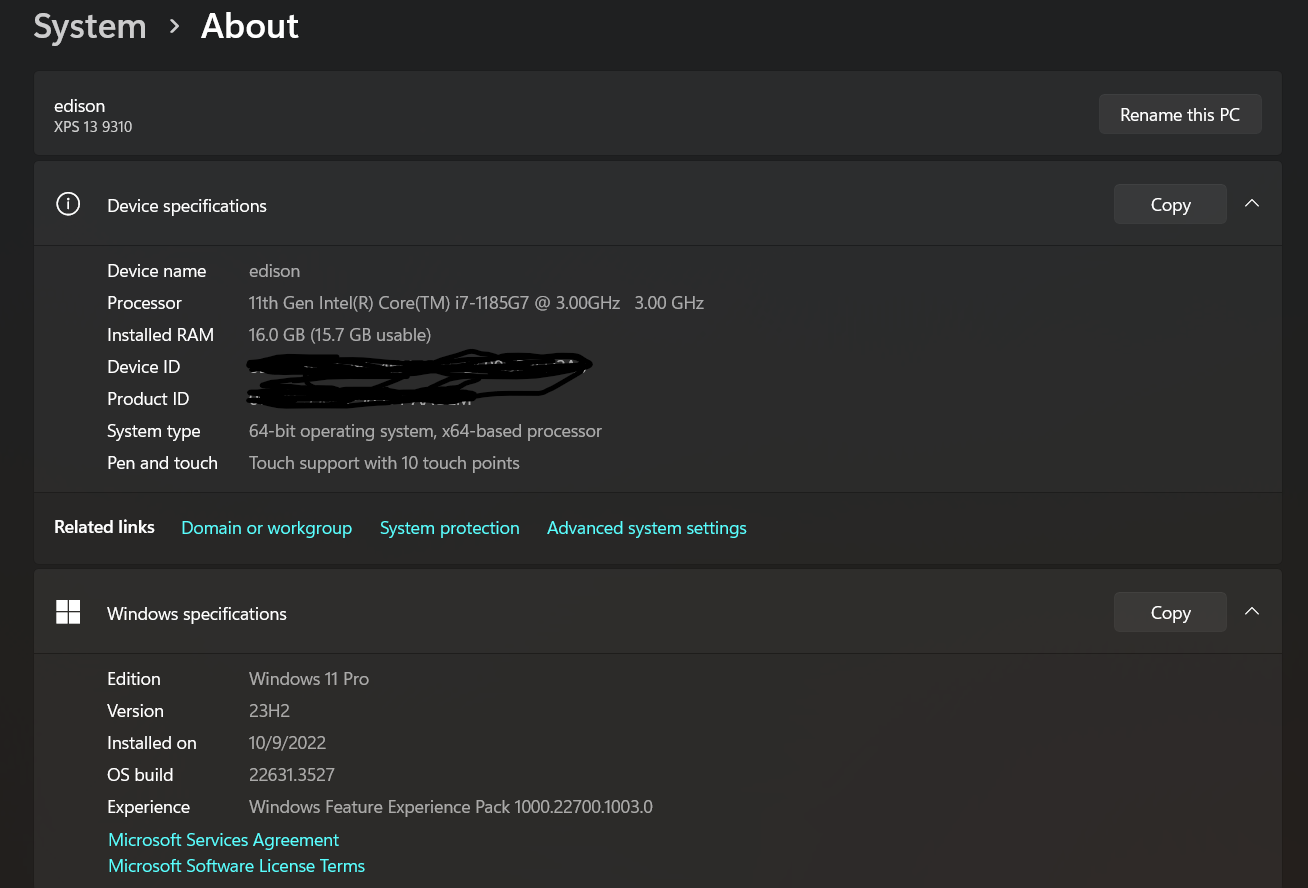 System > About
edison
XPS 13 9310
Rename this PC
Device specifications
Copy
Device name edison
Processor 11th Gen Intel(R) Core(TM) i7-1185G7 @ 3.00GHz 3.00 GHz
Installed RAM 16.0 GB (15.7 GB usable)
Device ID
Product ID
System type 64-bit operating system, x64-based processor
Pen and touch Touch support with 10 touch points
Related links Domain or workgroup System protection Advanced system settings
Windows specifications
Copy
Edition Windows 11 Pro
Version 23H2
Installed on 10/9/2022
OS build 22631.3527
Experience Windows Feature Experience Pack 1000.22700.1003.0
Microsoft Services Agreement
Microsoft Software License Terms